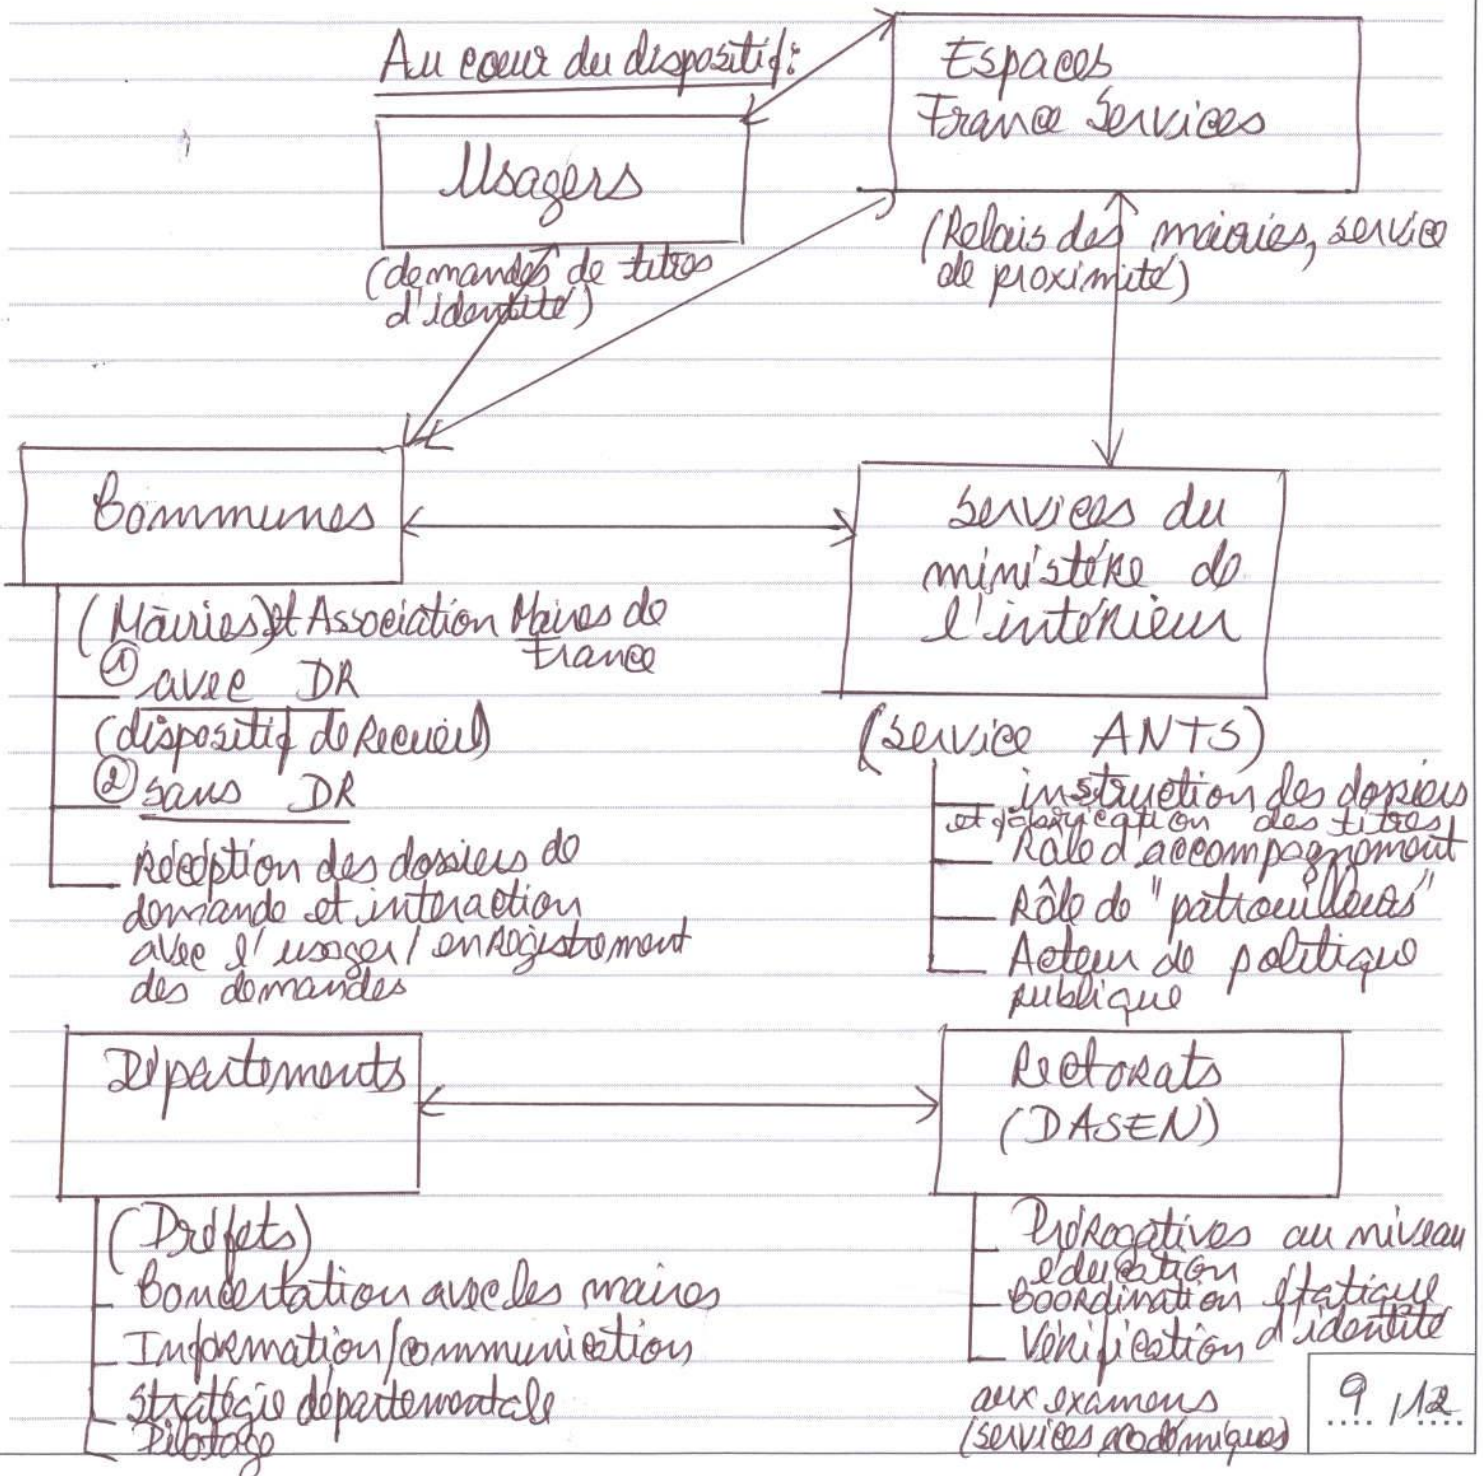 Au coeur du dispositif :
Usagers
(demandes de titres
d'identité)
Espaces
France Services
(Relais des mairies, service
de proximité)
Communes
(Mairies) et Association Maires de
France
① avec DR
(dispositif de Recueil)
② sans DR
Réception des dossiers de
demande et interaction
avec l'usager / enregistrement
des demandes
Services du
ministère de
l'intérieur
(service ANTS)
instruction des dossiers
et fabrication des titres
Rôle d'accompagnement
Rôle de "patrouilleurs"
Acteur de politique
publique
Départements
(Préfets)
Concertation avec les maires
Information/communication
Stratégie départementale
Pilotage
Rectorats
(DASEN)
Prérogatives au niveau
éducation
Coordination étatique
Vérification d'identité
aux examens
(services académiques)
9 / 12